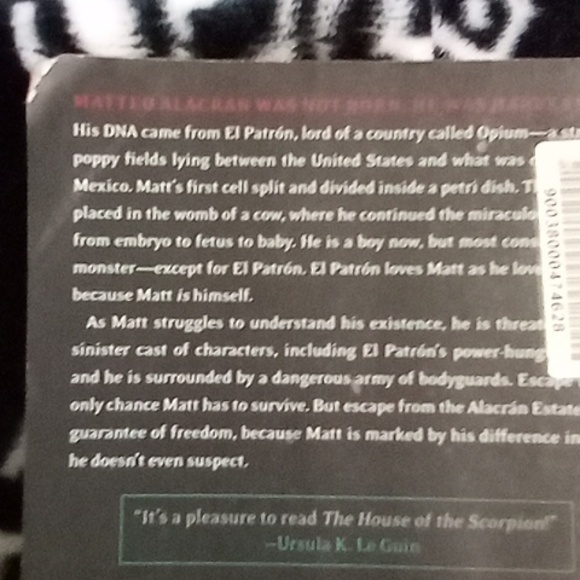 MATTEO ALACRÁN WAS NOT BORN; HE WAS
His DNA came from El Patrón, lord of a country called Opium—a
poppy fields lying between the United States and what was
Mexico. Matt's first cell split and divided inside a petri dish.
placed in the womb of a cow, where he continued the
from embryo to fetus to baby. He is a boy now, but most
monster—except for El Patrón. El Patrón loves Matt as he
because Matt is himself.
As Matt struggles to understand his existence, he is
sinister cast of characters, including El Patrón's
and he is surrounded by a dangerous army of bodyguards.
only chance Matt has to survive. But escape from the Alacrán
guarantee of freedom, because Matt is marked by his difference in
he doesn't even suspect.
"It's a pleasure to read The House of the Scorpion!"
—Ursula K. Le Guin
90018000474628